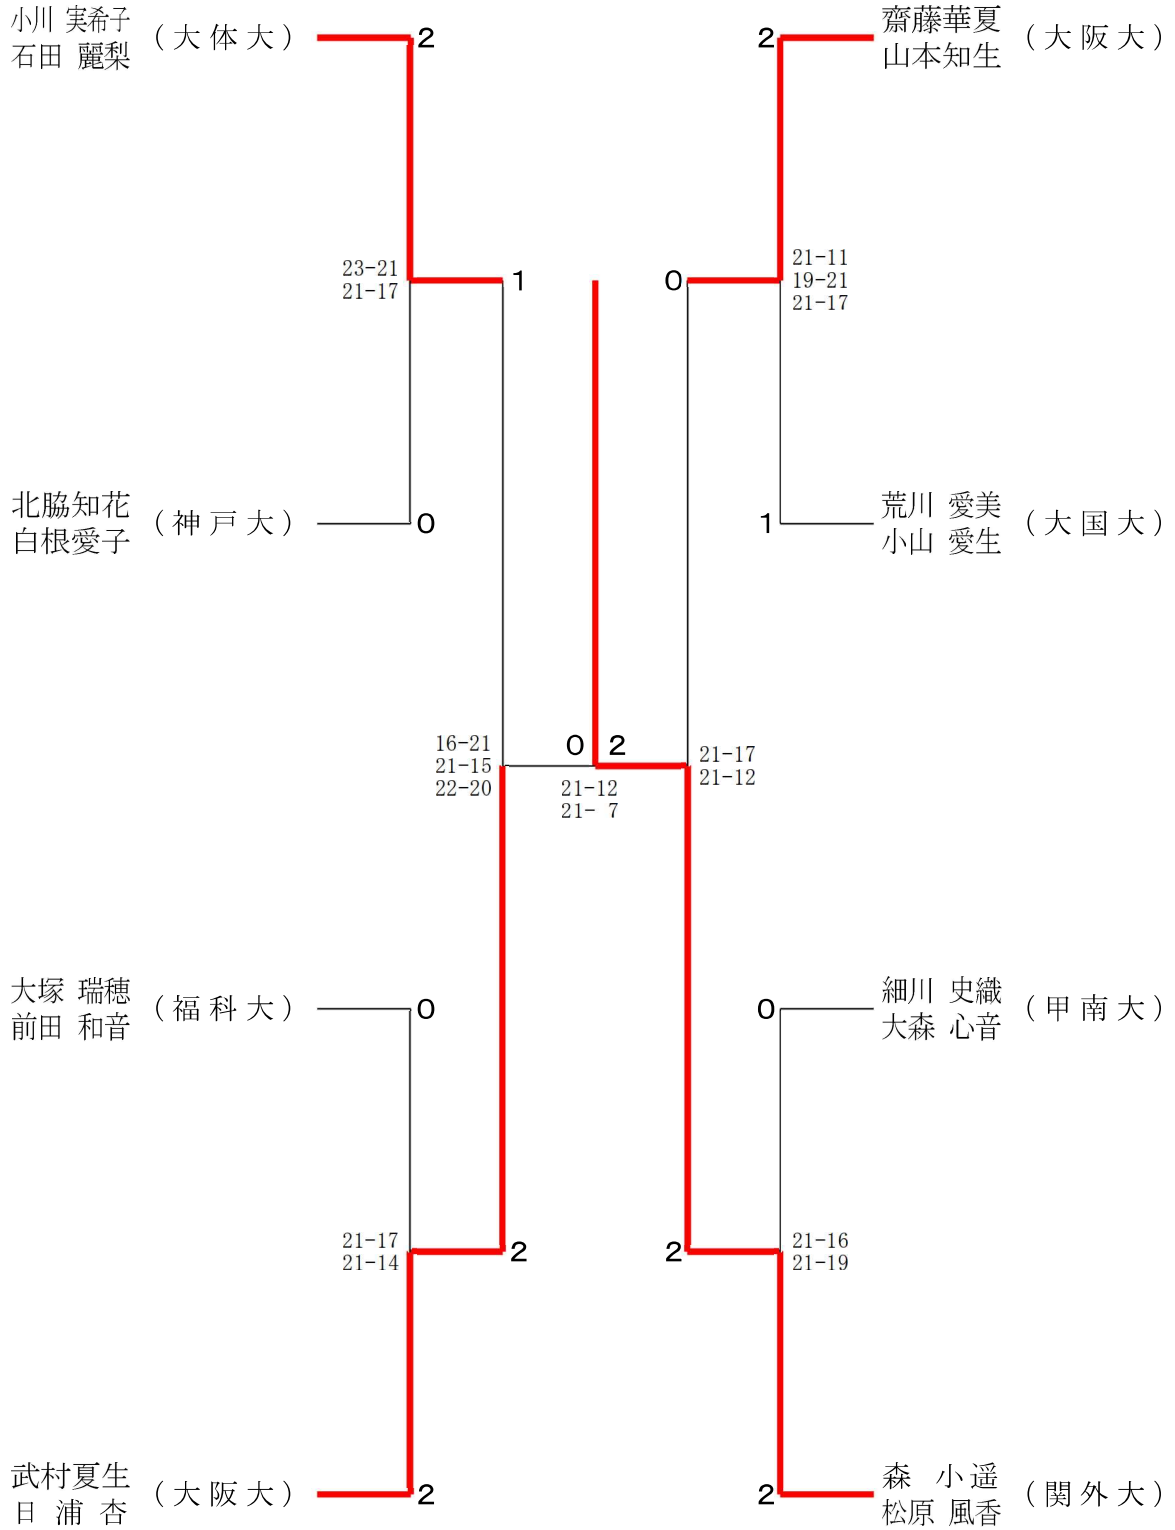 小川 実希子
石田 麗梨
(大体大)
2
2
齋藤華夏
山本知生
(大阪大)
23-21
21-17
1
0
21-11
19-21
21-17
北脇知花
白根愛子
(神戸大)
0
1
荒川 愛美
小山 愛生
(大国大)
16-21
21-15
22-20
0
2
21-12
21- 7
21-17
21-12
大塚 瑞穂
前田 和音
(福科大)
0
0
細川 史織
大森 心音
(甲南大)
21-17
21-14
2
2
21-16
21-19
武村夏生
日浦 杏
(大阪大)
2
2
森 小遥
松原 風香
(関外大)